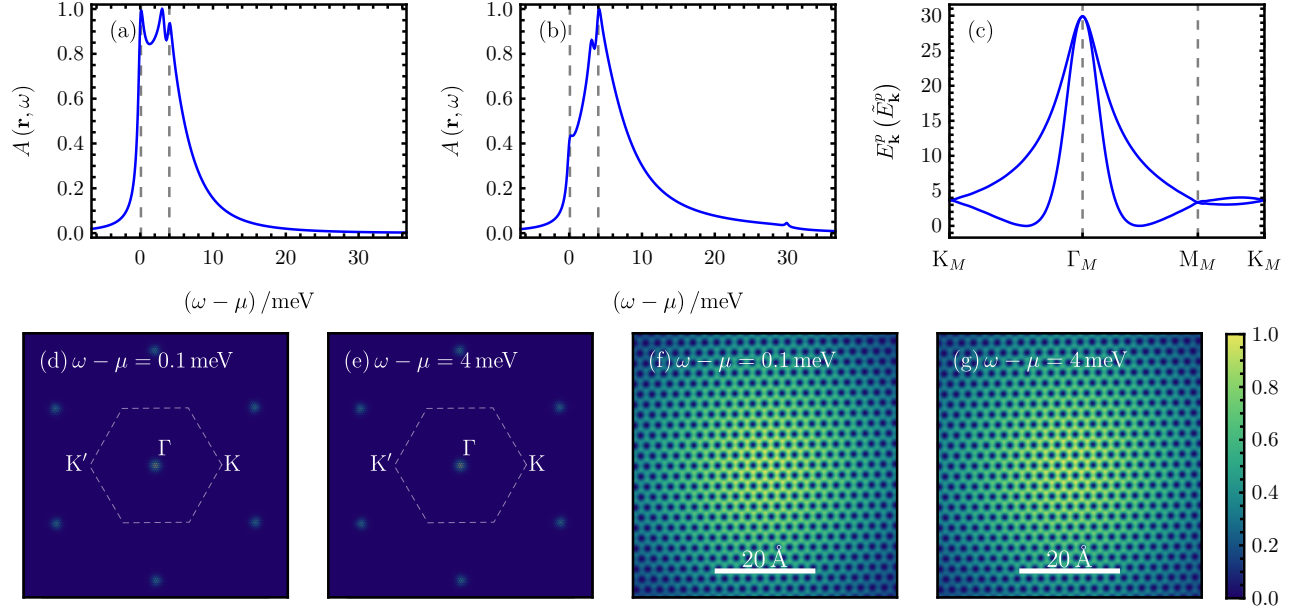 (a)
A (r, ω)
1.0
0.8
0.6
0.4
0.2
0.0
0 10 20 30
(ω − μ) /meV
(b)
A (r, ω)
1.0
0.8
0.6
0.4
0.2
0.0
0 10 20 30
(ω − μ) /meV
(c)
E^p_k (Ẽ^p_k)
30
25
20
15
10
5
0
K_M Γ_M M_M K_M
(d) ω − μ = 0.1 meV
Γ
K′ K
(e) ω − μ = 4 meV
Γ
K′ K
(f) ω − μ = 0.1 meV
20 Å
(g) ω − μ = 4 meV
20 Å
1.0
0.8
0.6
0.4
0.2
0.0